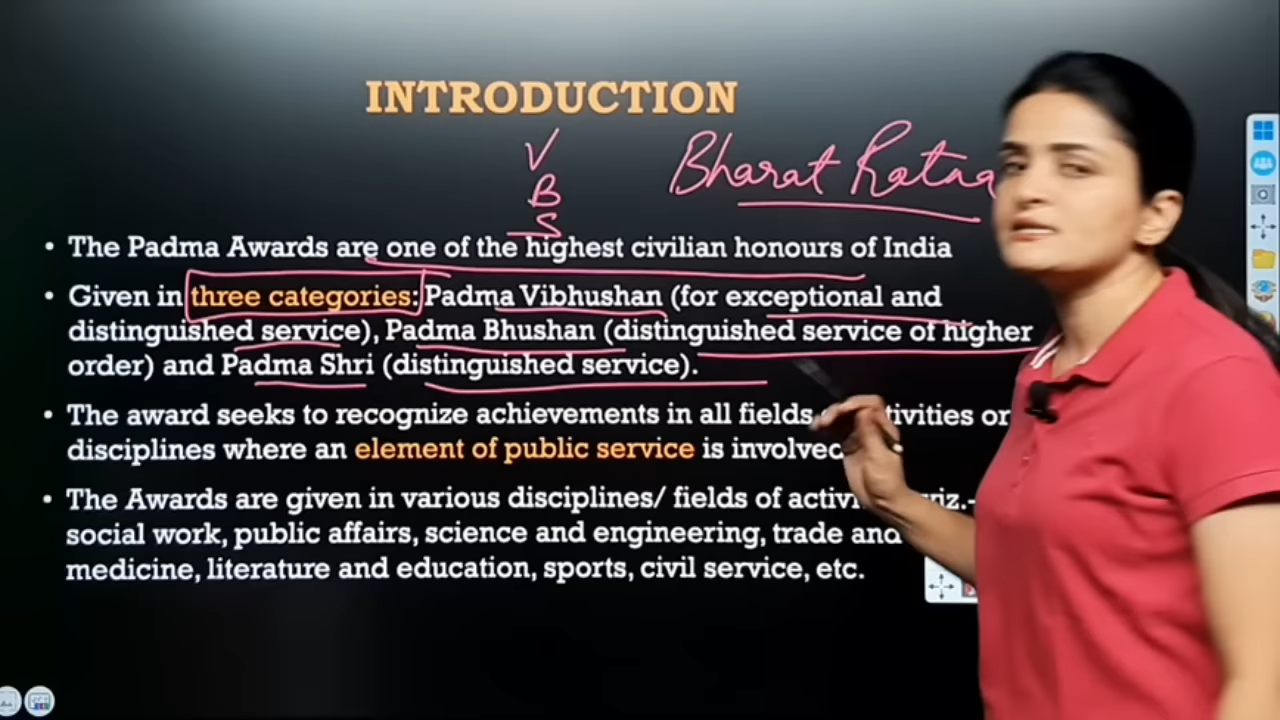 INTRODUCTION
V
B
S
Bharat Ratna
• The Padma Awards are one of the highest civilian honours of India
• Given in three categories: Padma Vibhushan (for exceptional and
distinguished service), Padma Bhushan (distinguished service of higher
order) and Padma Shri (distinguished service).
• The award seeks to recognize achievements in all fields tivities or
disciplines where an element of public service is involved
• The Awards are given in various disciplines/ fields of activi viz.-
social work, public affairs, science and engineering, trade and
medicine, literature and education, sports, civil service, etc.